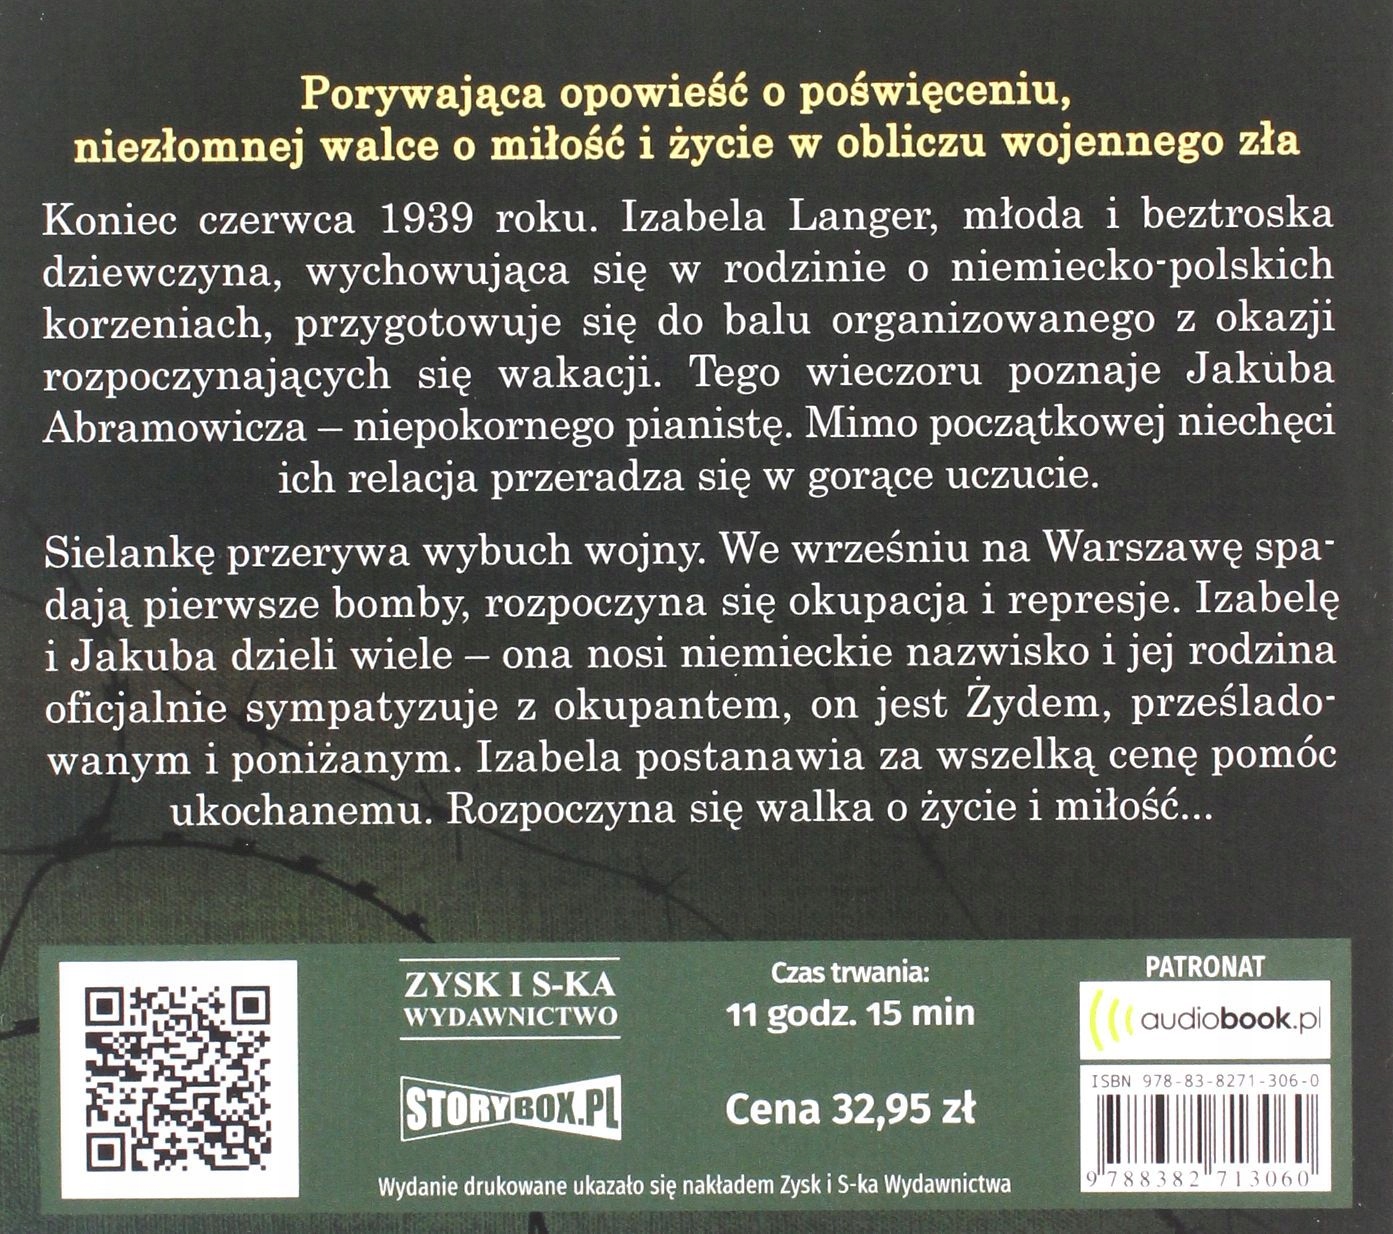 Porywająca opowieść o poświęceniu,
niezłomnej walce o miłość i życie w obliczu wojennego zła
Koniec czerwca 1939 roku. Izabela Langer, młoda i beztroska
dziewczyna, wychowująca się w rodzinie o niemiecko-polskich
korzeniach, przygotowuje się do balu organizowanego z okazji
rozpoczynających się wakacji. Tego wieczoru poznaje Jakuba
Abramowicza – niepokornego pianistę. Mimo początkowej niechęci
ich relacja przeradza się w gorące uczucie.
Sielankę przerywa wybuch wojny. We wrześniu na Warszawę spa-
dają pierwsze bomby, rozpoczyna się okupacja i represje. Izabelę
i Jakuba dzieli wiele – ona nosi niemieckie nazwisko i jej rodzina
oficjalnie sympatyzuje z okupantem, on jest Żydem, prześlado-
wanym i poniżanym. Izabela postanawia za wszelką cenę pomóc
ukochanemu. Rozpoczyna się walka o życie i miłość...
ZYSK I S-KA
WYDAWNICTWO
STORYBOX.PL
Czas trwania:
11 godz. 15 min
Cena 32,95 zł
Wydanie drukowane ukazało się nakładem Zysk i S-ka Wydawnictwa
PATRONAT
audiobook.pl
ISBN 978-83-8271-306-0
9 788382 713060